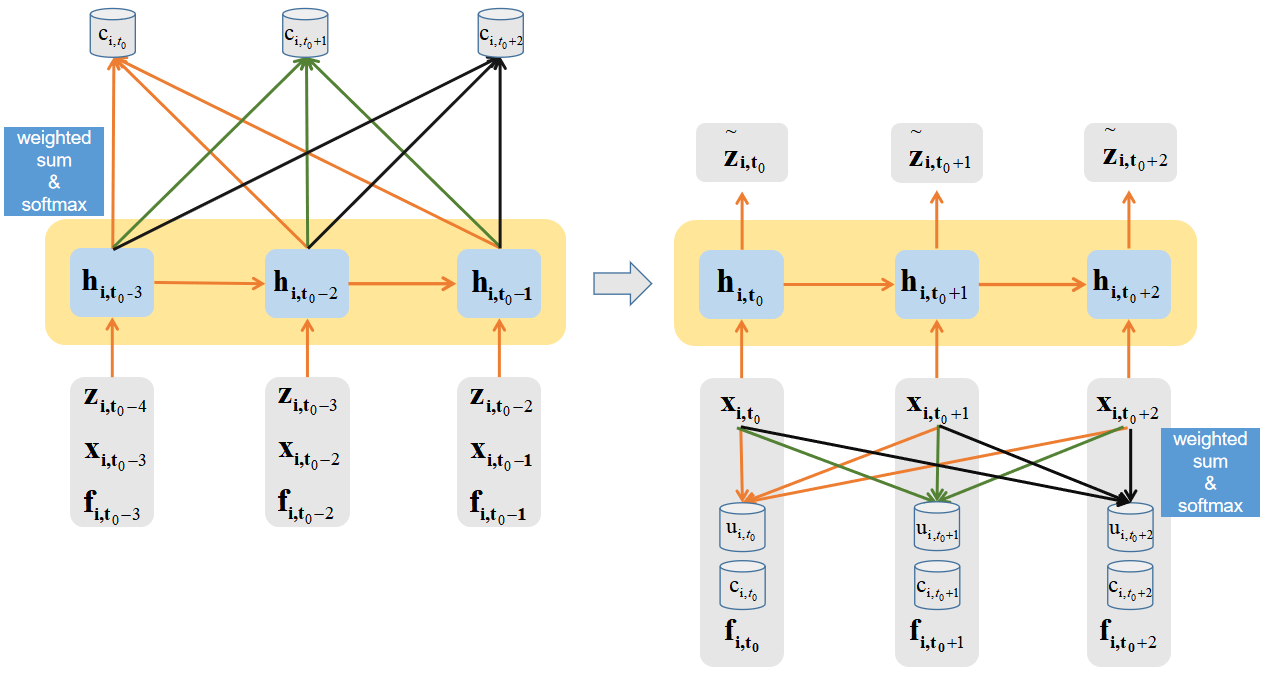 c_{i,t_0} c_{i,t_0+1} c_{i,t_0+2}
weighted
sum
&
softmax
h_{i,t_0-3} h_{i,t_0-2} h_{i,t_0-1}
z_{i,t_0-4} z_{i,t_0-3} z_{i,t_0-2}
x_{i,t_0-3} x_{i,t_0-2} x_{i,t_0-1}
f_{i,t_0-3} f_{i,t_0-2} f_{i,t_0-1}
\tilde{z}_{i,t_0} \tilde{z}_{i,t_0+1} \tilde{z}_{i,t_0+2}
h_{i,t_0} h_{i,t_0+1} h_{i,t_0+2}
x_{i,t_0} x_{i,t_0+1} x_{i,t_0+2}
weighted
sum
&
softmax
u_{i,t_0} u_{i,t_0+1} u_{i,t_0+2}
c_{i,t_0} c_{i,t_0+1} c_{i,t_0+2}
f_{i,t_0} f_{i,t_0+1} f_{i,t_0+2}